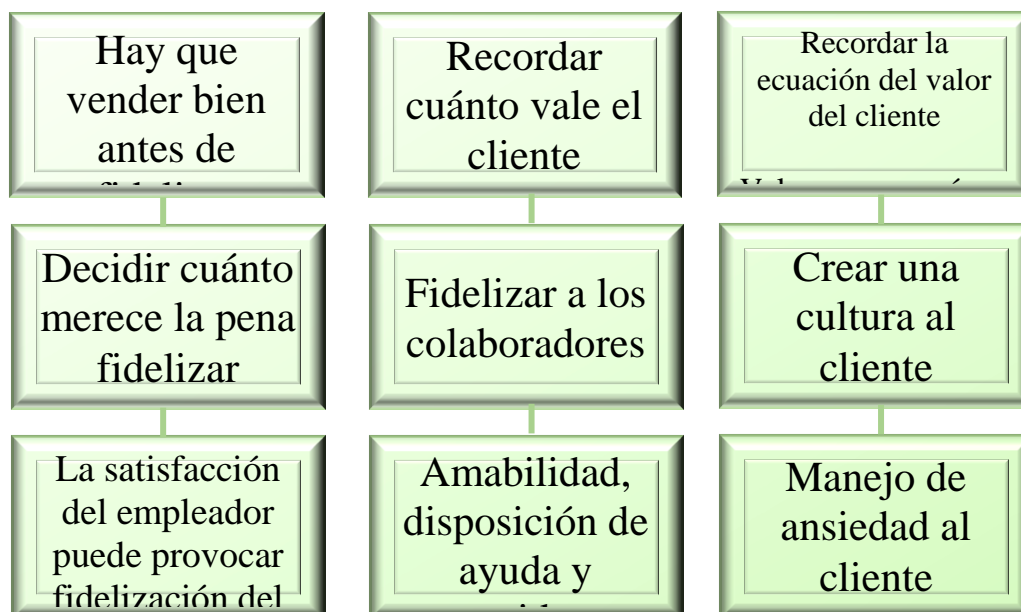 Hay que
vender bien
antes de
Decidir cuánto
merece la pena
fidelizar
La satisfacción
del empleador
puede provocar
fidelización del
Recordar
cuánto vale el
cliente
Fidelizar a los
colaboradores
Amabilidad,
disposición de
ayuda y
Recordar la
ecuación del valor
del cliente
Crear una
cultura al
cliente
Manejo de
ansiedad al
cliente